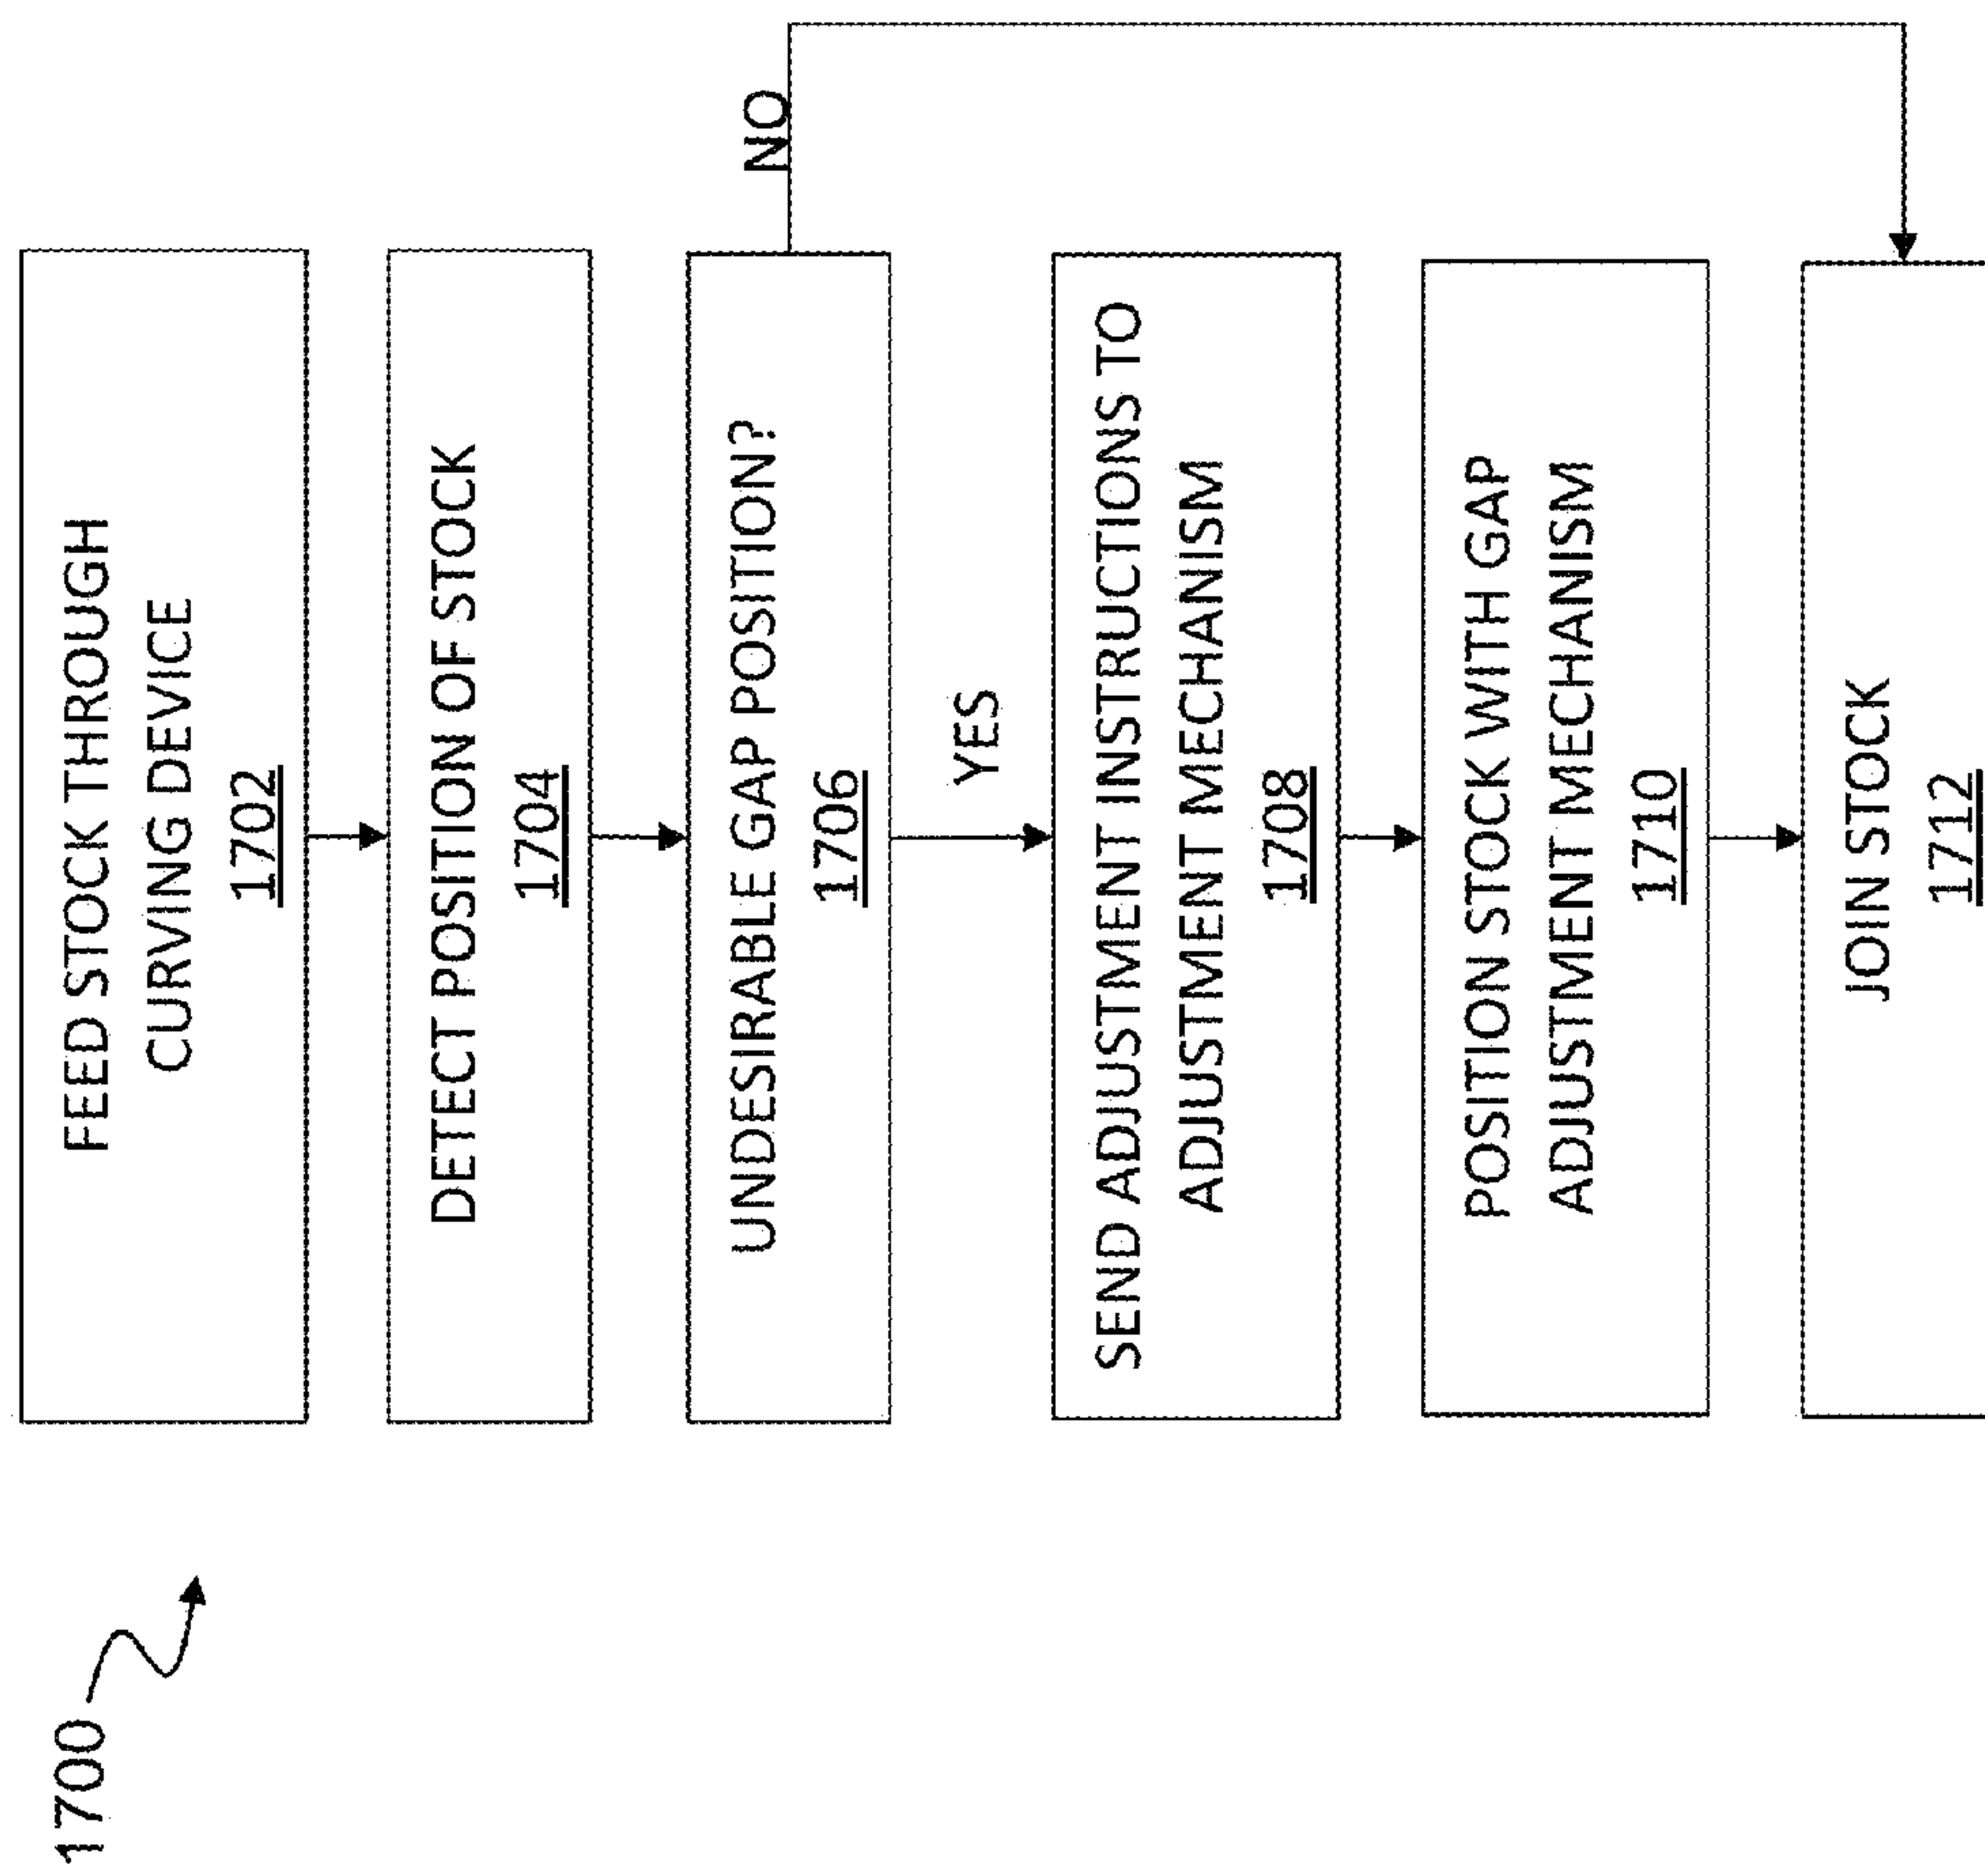 1700
FEED STOCK THROUGH
CURVING DEVICE
1702
DETECT POSITION OF STOCK
1704
UNDESIRABLE GAP POSITION?
1706
NO
YES
SEND ADJUSTMENT INSTRUCTIONS TO
ADJUSTMENT MECHANISM
1708
POSITION STOCK WITH GAP
ADJUSTMENT MECHANISM
1710
JOIN STOCK
1712